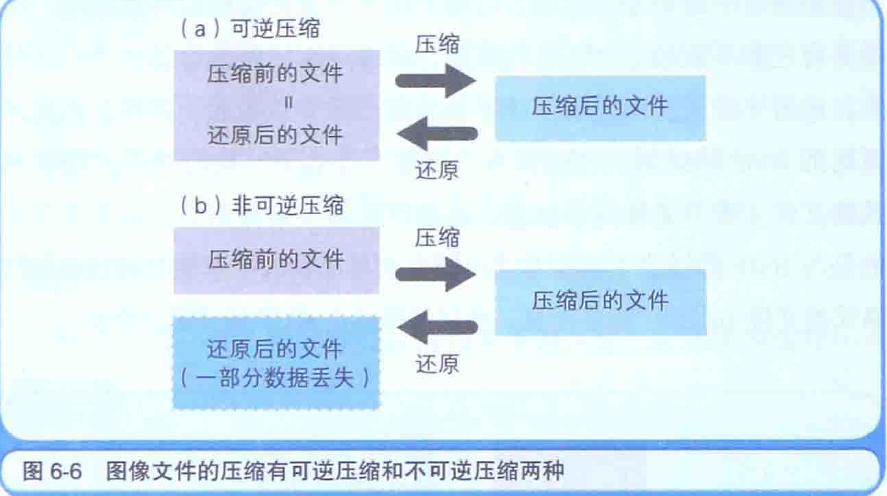 （a）可逆压缩
压缩
压缩前的文件
=
还原后的文件
压缩后的文件
还原
（b）非可逆压缩
压缩
压缩前的文件
压缩后的文件
还原后的文件
（一部分数据丢失）
还原
图 6-6 图像文件的压缩有可逆压缩和不可逆压缩两种